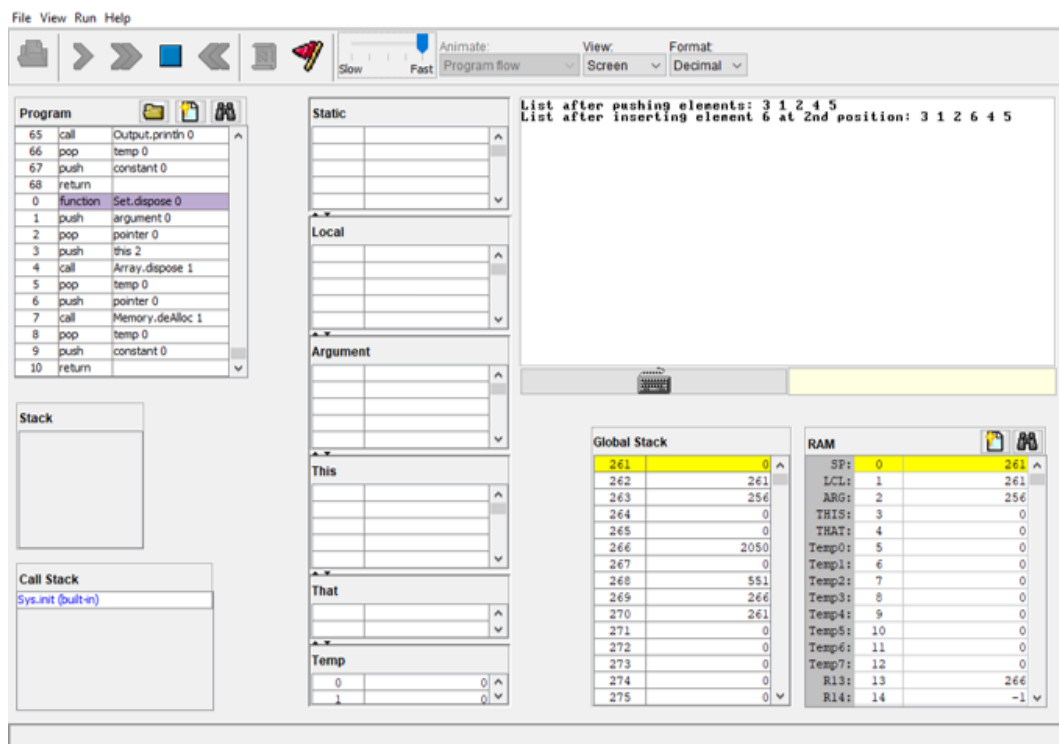 File View Run Help
Slow Fast
Animate:
Program flow
View:
Screen
Format:
Decimal
Program
65 call Output.println 0
66 pop temp 0
67 push constant 0
68 return
0 function Set.dispose 0
1 push argument 0
2 pop pointer 0
3 push this 2
4 call Array.dispose 1
5 pop temp 0
6 push pointer 0
7 call Memory.deAlloc 1
8 pop temp 0
9 push constant 0
10 return
Stack
Call Stack
Sys.init (built-in)
Static
Local
Argument
This
That
Temp
0 0
1 0
List after pushing elements: 3 1 2 4 5
List after inserting element 6 at 2nd position: 3 1 2 6 4 5
Global Stack
261 0
262 261
263 256
264 0
265 0
266 2050
267 0
268 551
269 266
270 261
271 0
272 0
273 0
274 0
275 0
RAM
SP: 0 261
LCL: 1 261
ARG: 2 256
THIS: 3 0
THAT: 4 0
Temp0: 5 0
Temp1: 6 0
Temp2: 7 0
Temp3: 8 0
Temp4: 9 0
Temp5: 10 0
Temp6: 11 0
Temp7: 12 0
R13: 13 266
R14: 14 -1